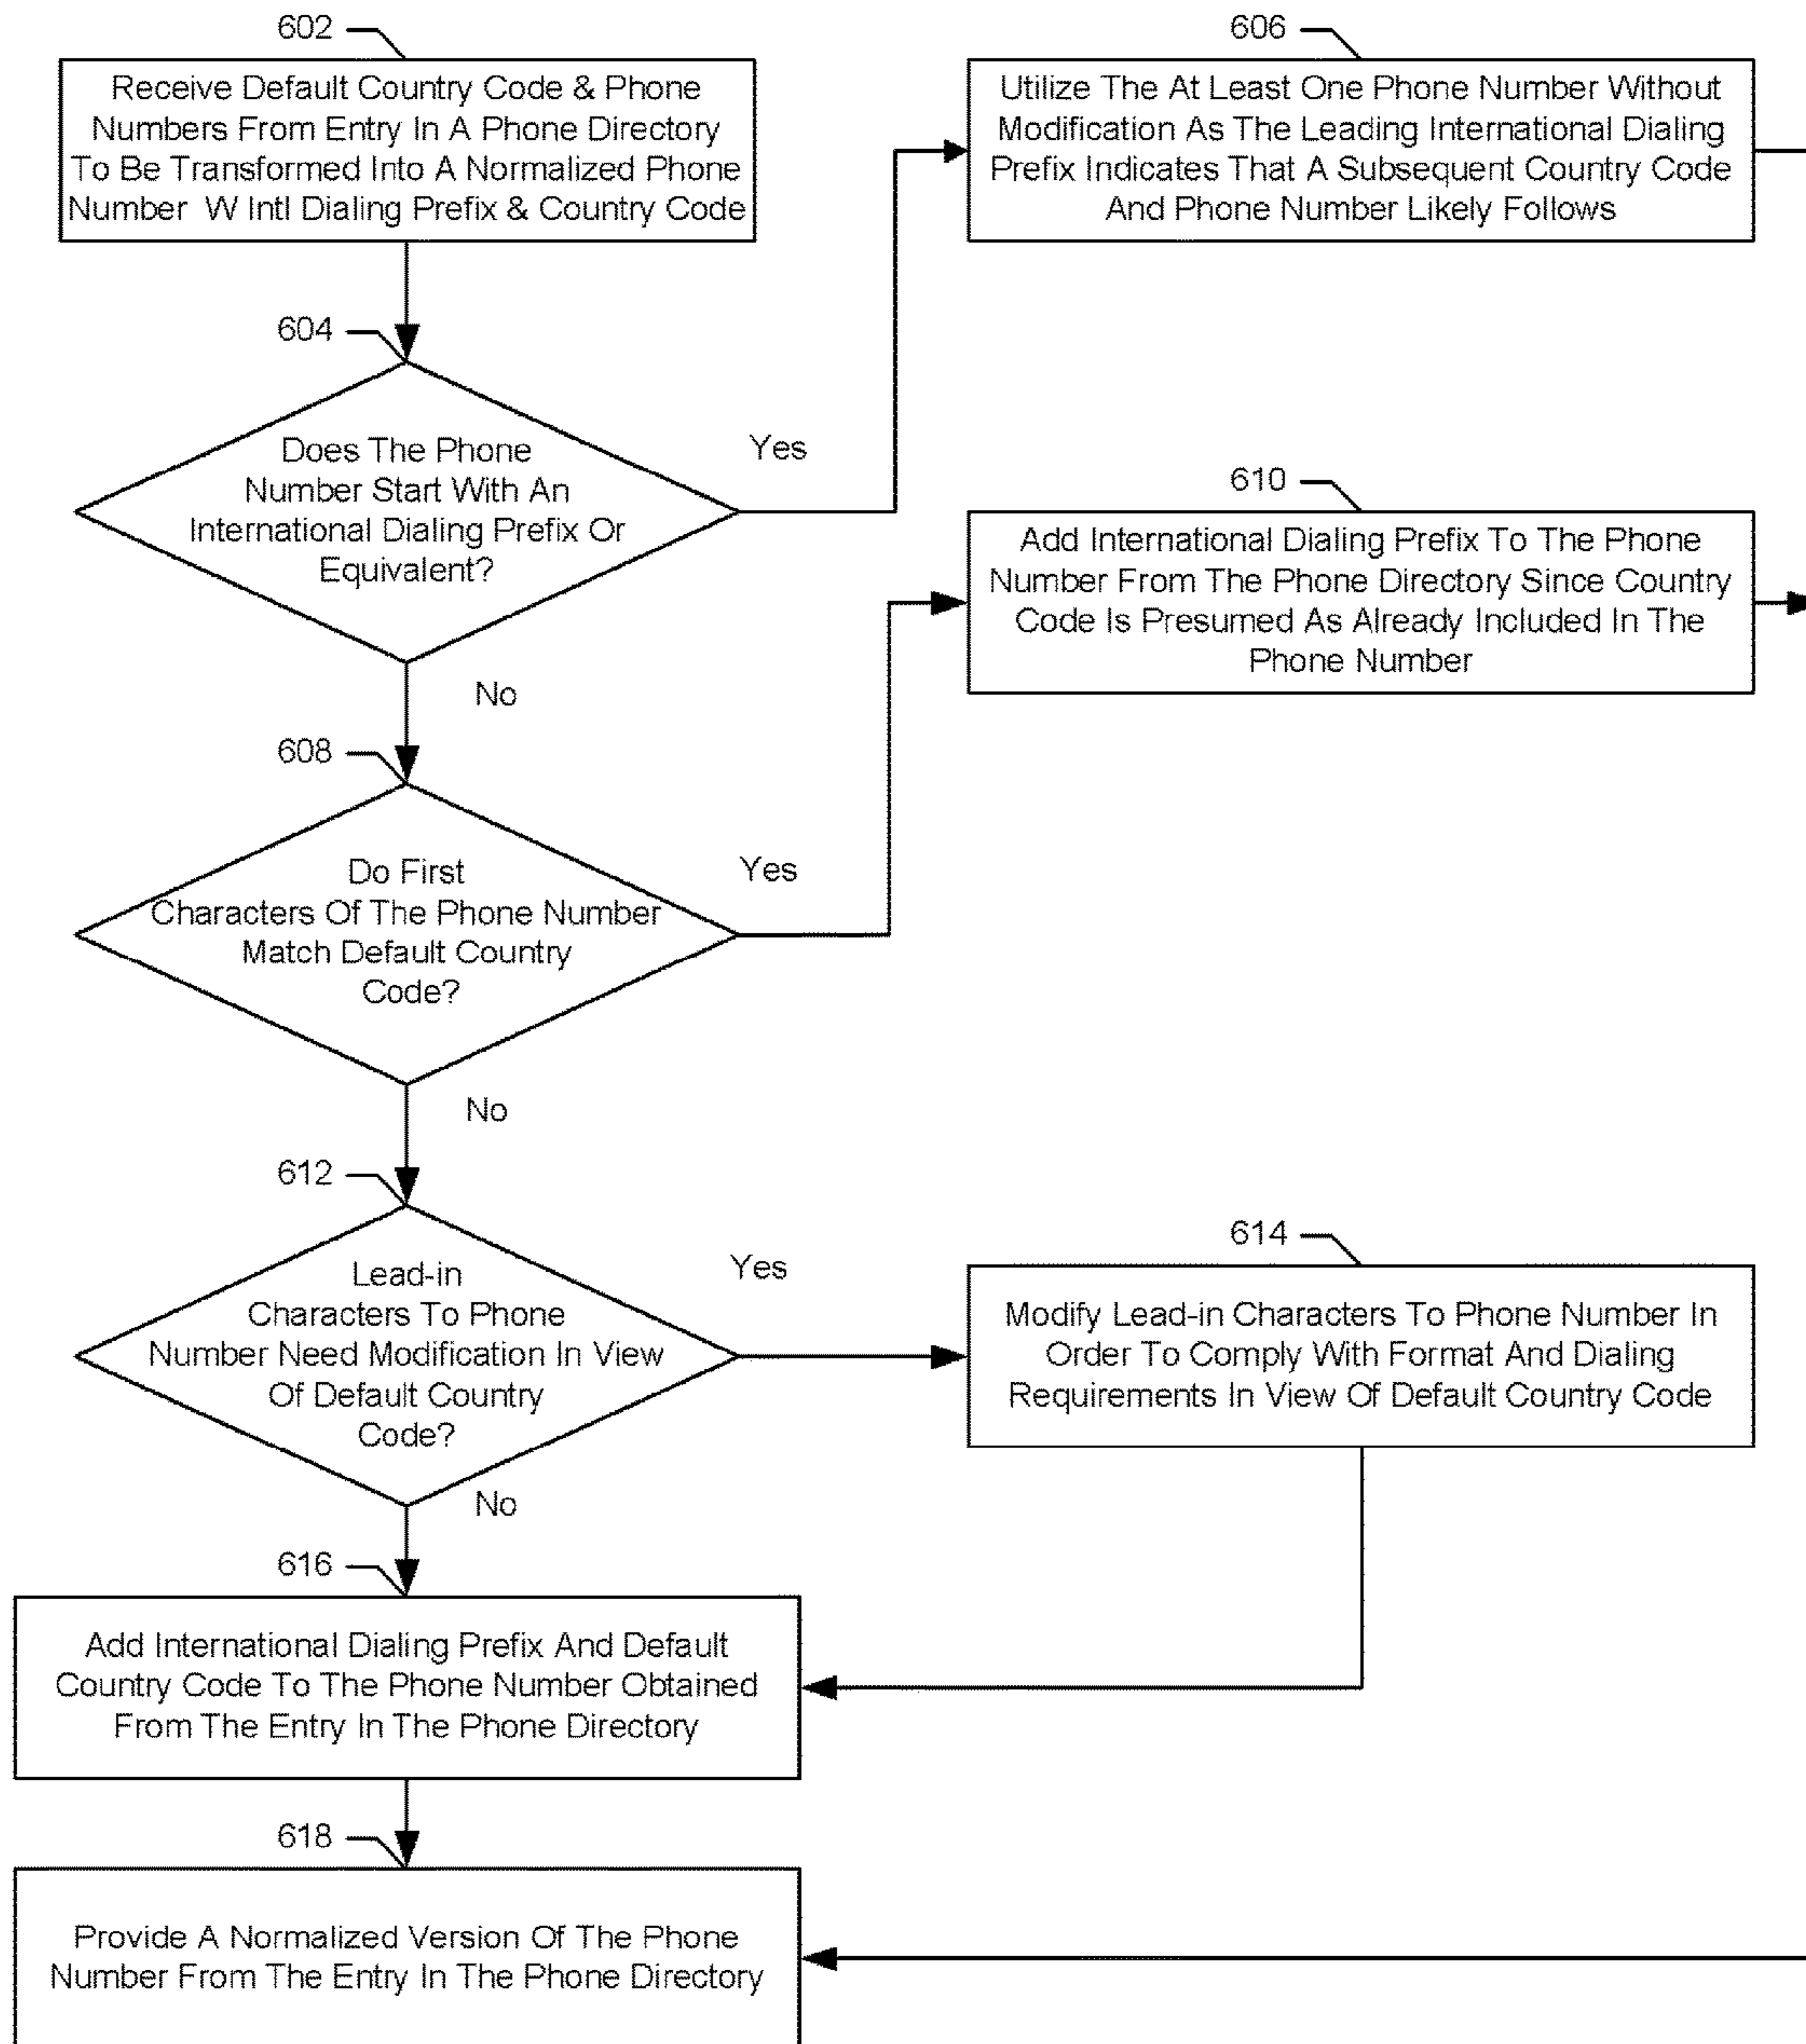 602
Receive Default Country Code & Phone
Numbers From Entry In A Phone Directory
To Be Transformed Into A Normalized Phone
Number W Intl Dialing Prefix & Country Code
606
Utilize The At Least One Phone Number Without
Modification As The Leading International Dialing
Prefix Indicates That A Subsequent Country Code
And Phone Number Likely Follows
604
Does The Phone
Number Start With An
International Dialing Prefix Or
Equivalent?
Yes
No
610
Add International Dialing Prefix To The Phone
Number From The Phone Directory Since Country
Code Is Presumed As Already Included In The
Phone Number
608
Do First
Characters Of The Phone Number
Match Default Country
Code?
Yes
No
612
Lead-in
Characters To Phone
Number Need Modification In View
Of Default Country
Code?
Yes
No
614
Modify Lead-in Characters To Phone Number In
Order To Comply With Format And Dialing
Requirements In View Of Default Country Code
616
Add International Dialing Prefix And Default
Country Code To The Phone Number Obtained
From The Entry In The Phone Directory
618
Provide A Normalized Version Of The Phone
Number From The Entry In The Phone Directory